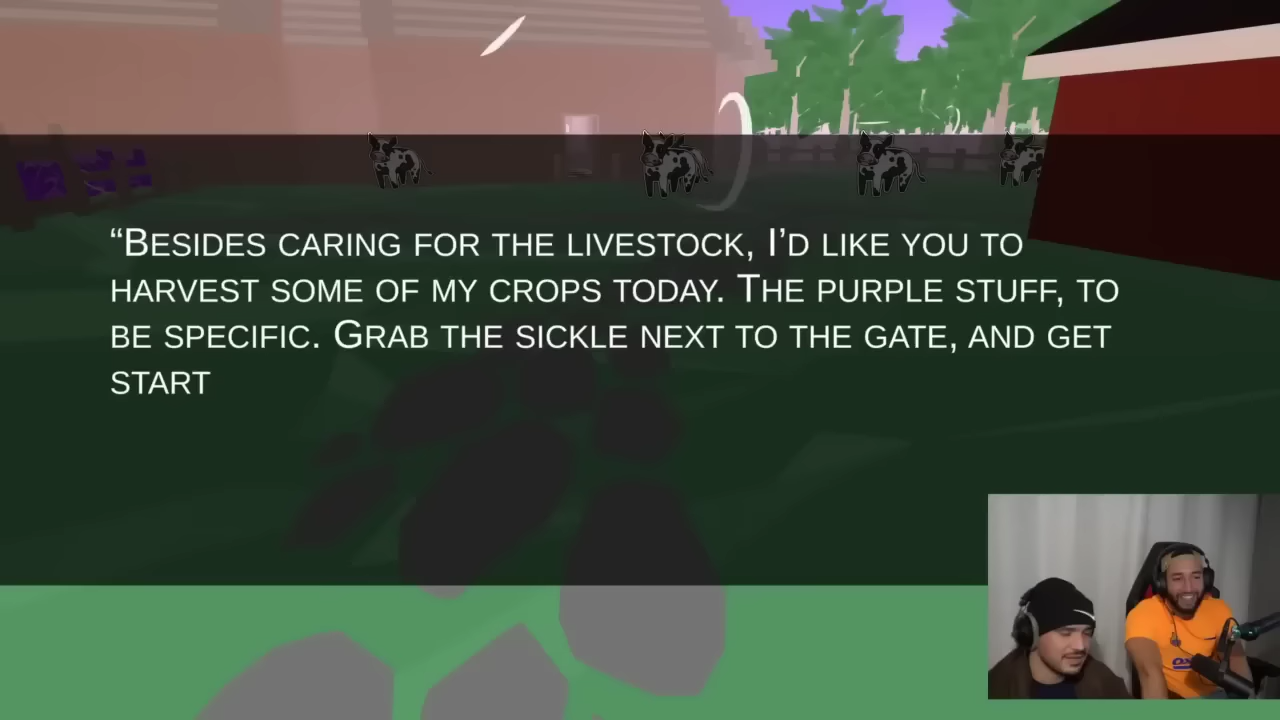 “BESIDES CARING FOR THE LIVESTOCK, I’D LIKE YOU TO
HARVEST SOME OF MY CROPS TODAY. THE PURPLE STUFF, TO
BE SPECIFIC. GRAB THE SICKLE NEXT TO THE GATE, AND GET
START